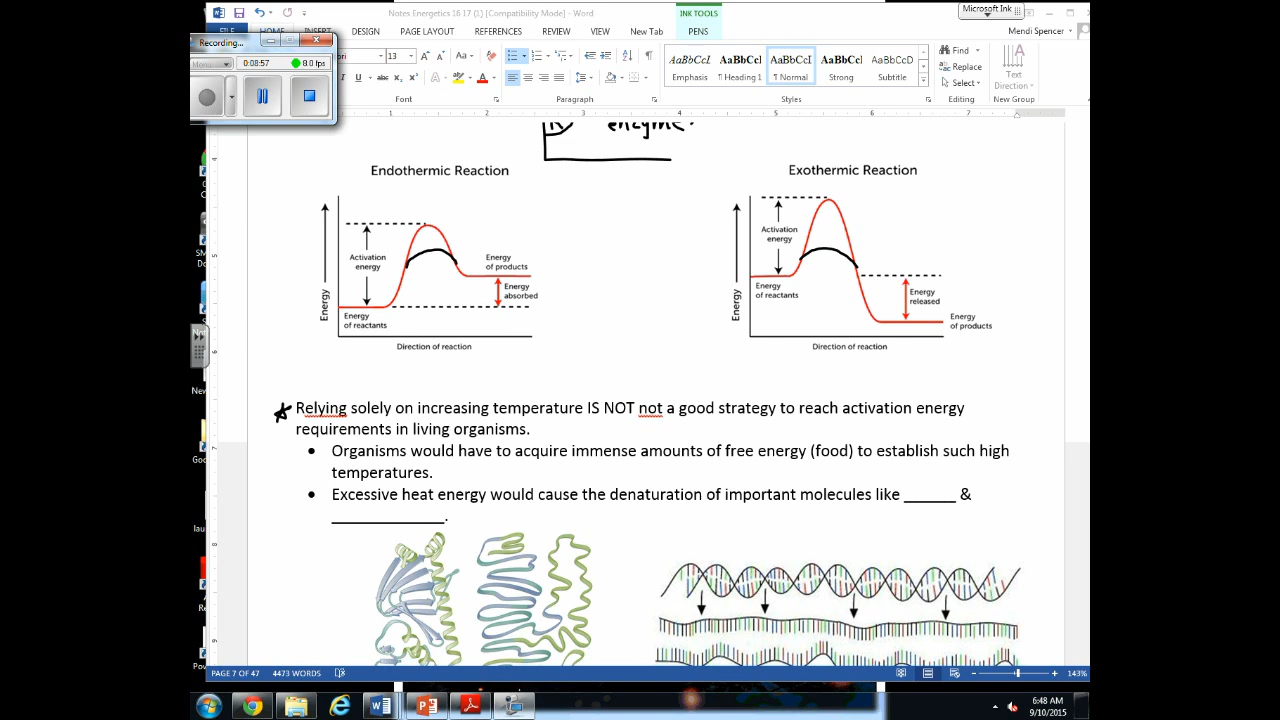 Notes Energetics 16 17 (1) [Compatibility Mode] - Word
INK TOOLS
Microsoft Ink
FILE HOME INSERT DESIGN PAGE LAYOUT REFERENCES REVIEW VIEW New Tab PENS
Mendi Spencer
Recording...
0:08:57 8.0 fps
13
AaBbCcI AaBbCc AaBbCcI AaBbCc AaBbCcD
Emphasis ¶ Heading 1 ¶ Normal Strong Subtitle
Find
Replace
Select
Text
Direction
Font Paragraph Styles Editing New Group
enzyme.
Endothermic Reaction
Exothermic Reaction
Activation
energy
Energy
of products
Energy
absorbed
Energy
Energy
of reactants
Direction of reaction
Activation
energy
Energy
of reactants
Energy
released
Energy
Energy
of products
Direction of reaction
Relying solely on increasing temperature IS NOT not a good strategy to reach activation energy
requirements in living organisms.
• Organisms would have to acquire immense amounts of free energy (food) to establish such high
temperatures.
• Excessive heat energy would cause the denaturation of important molecules like ______ &
_____________.
PAGE 7 OF 47 4473 WORDS
143%
6:48 AM
9/10/2015